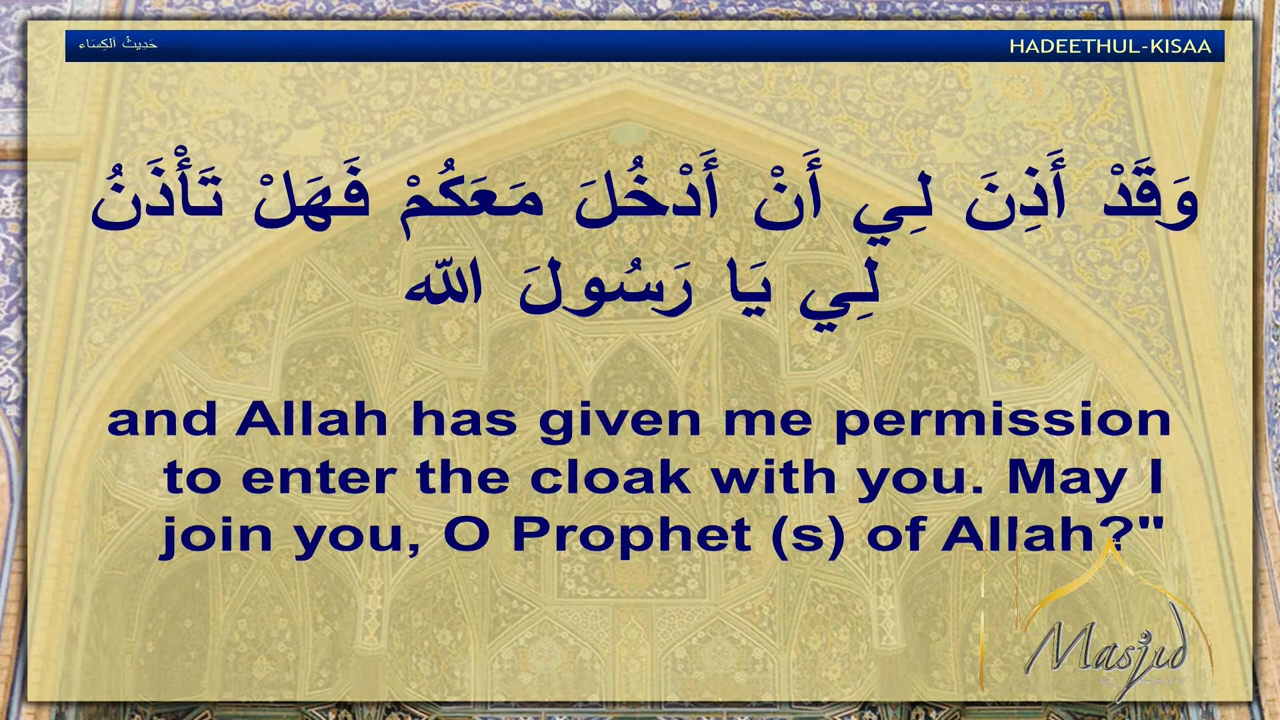 حَدِيثْ اَلكِسَاء
HADEETHUL-KISAA
وَقَدْ أَذِنَ لِي أَنْ أَدْخُلَ مَعَكُمْ فَهَلْ تَأْذَنُ
لِي يَا رَسُولَ اللّه
and Allah has given me permission
to enter the cloak with you. May I
join you, O Prophet (s) of Allah?"
Masjid